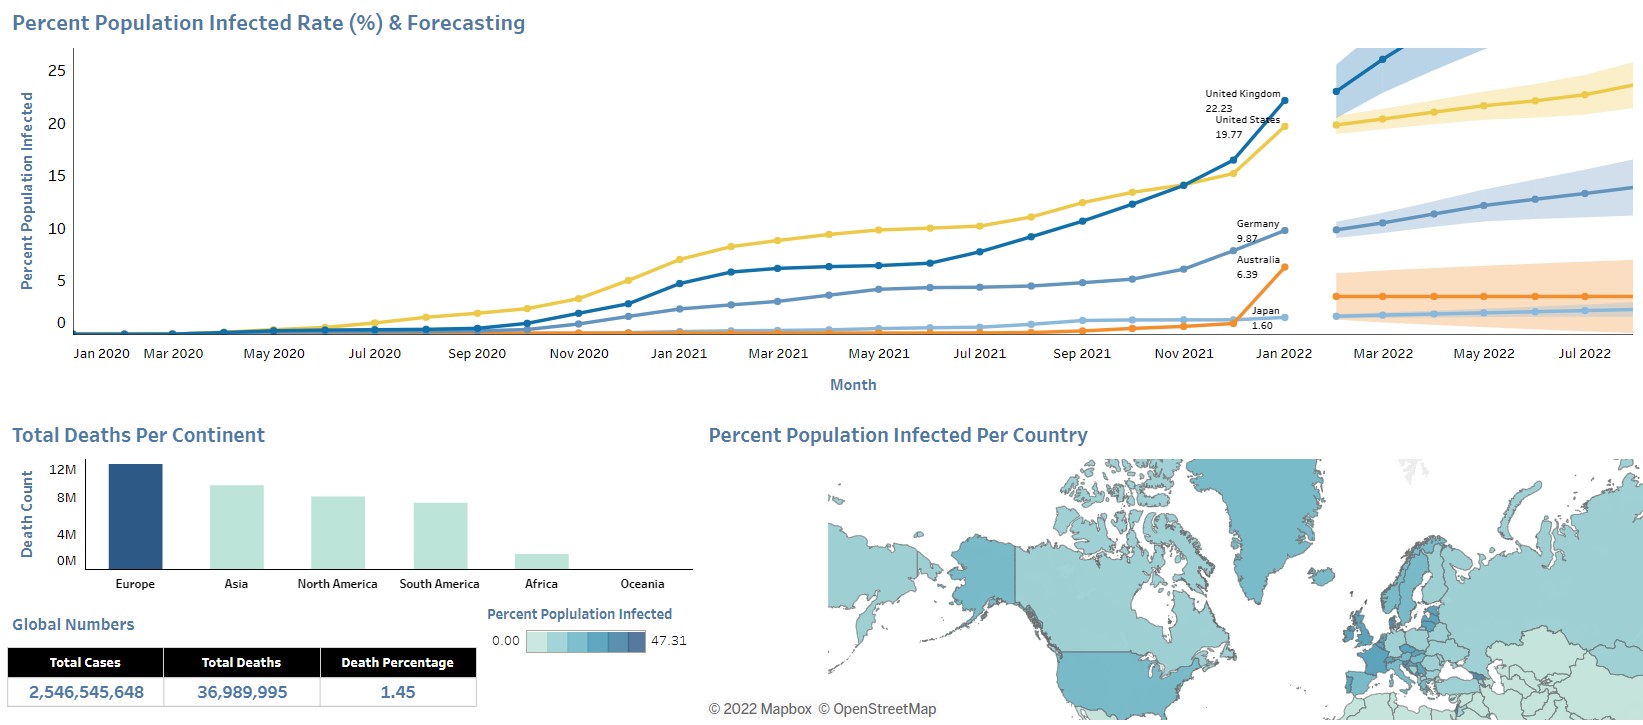 Percent Population Infected Rate (%) & Forecasting
Percent Population Infected
25
20
15
10
5
0
United Kingdom
22.23
United States
19.77
Germany
9.87
Australia
6.39
Japan
1.60
Jan 2020 Mar 2020 May 2020 Jul 2020 Sep 2020 Nov 2020 Jan 2021 Mar 2021 May 2021 Jul 2021 Sep 2021 Nov 2021 Jan 2022 Mar 2022 May 2022 Jul 2022
Month
Total Deaths Per Continent
Death Count
12M
8M
4M
0M
Europe Asia North America South America Africa Oceania
Global Numbers
Total Cases Total Deaths Death Percentage
2,546,545,648 36,989,995 1.45
Percent Poplulation Infected
0.00 47.31
Percent Population Infected Per Country
© 2022 Mapbox © OpenStreetMap